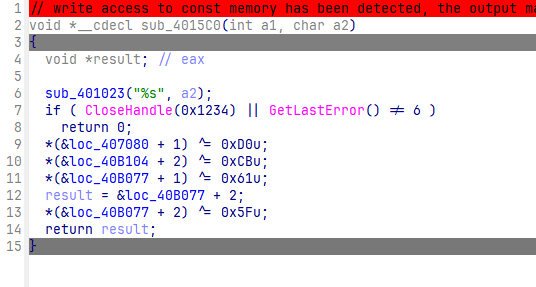 1 // write access to const memory has been detected, the output ma
2 void *__cdecl sub_4015C0(int a1, char a2)
3 {
4 void *result; // eax
5
6 sub_401023("%s", a2);
7 if ( CloseHandle(0x1234) || GetLastError() != 6 )
8 return 0;
9 *(&loc_407080 + 1) ^= 0xD0u;
10 *(&loc_40B104 + 2) ^= 0xCBu;
11 *(&loc_40B077 + 1) ^= 0x61u;
12 result = &loc_40B077 + 2;
13 *(&loc_40B077 + 2) ^= 0x5Fu;
14 return result;
15 }